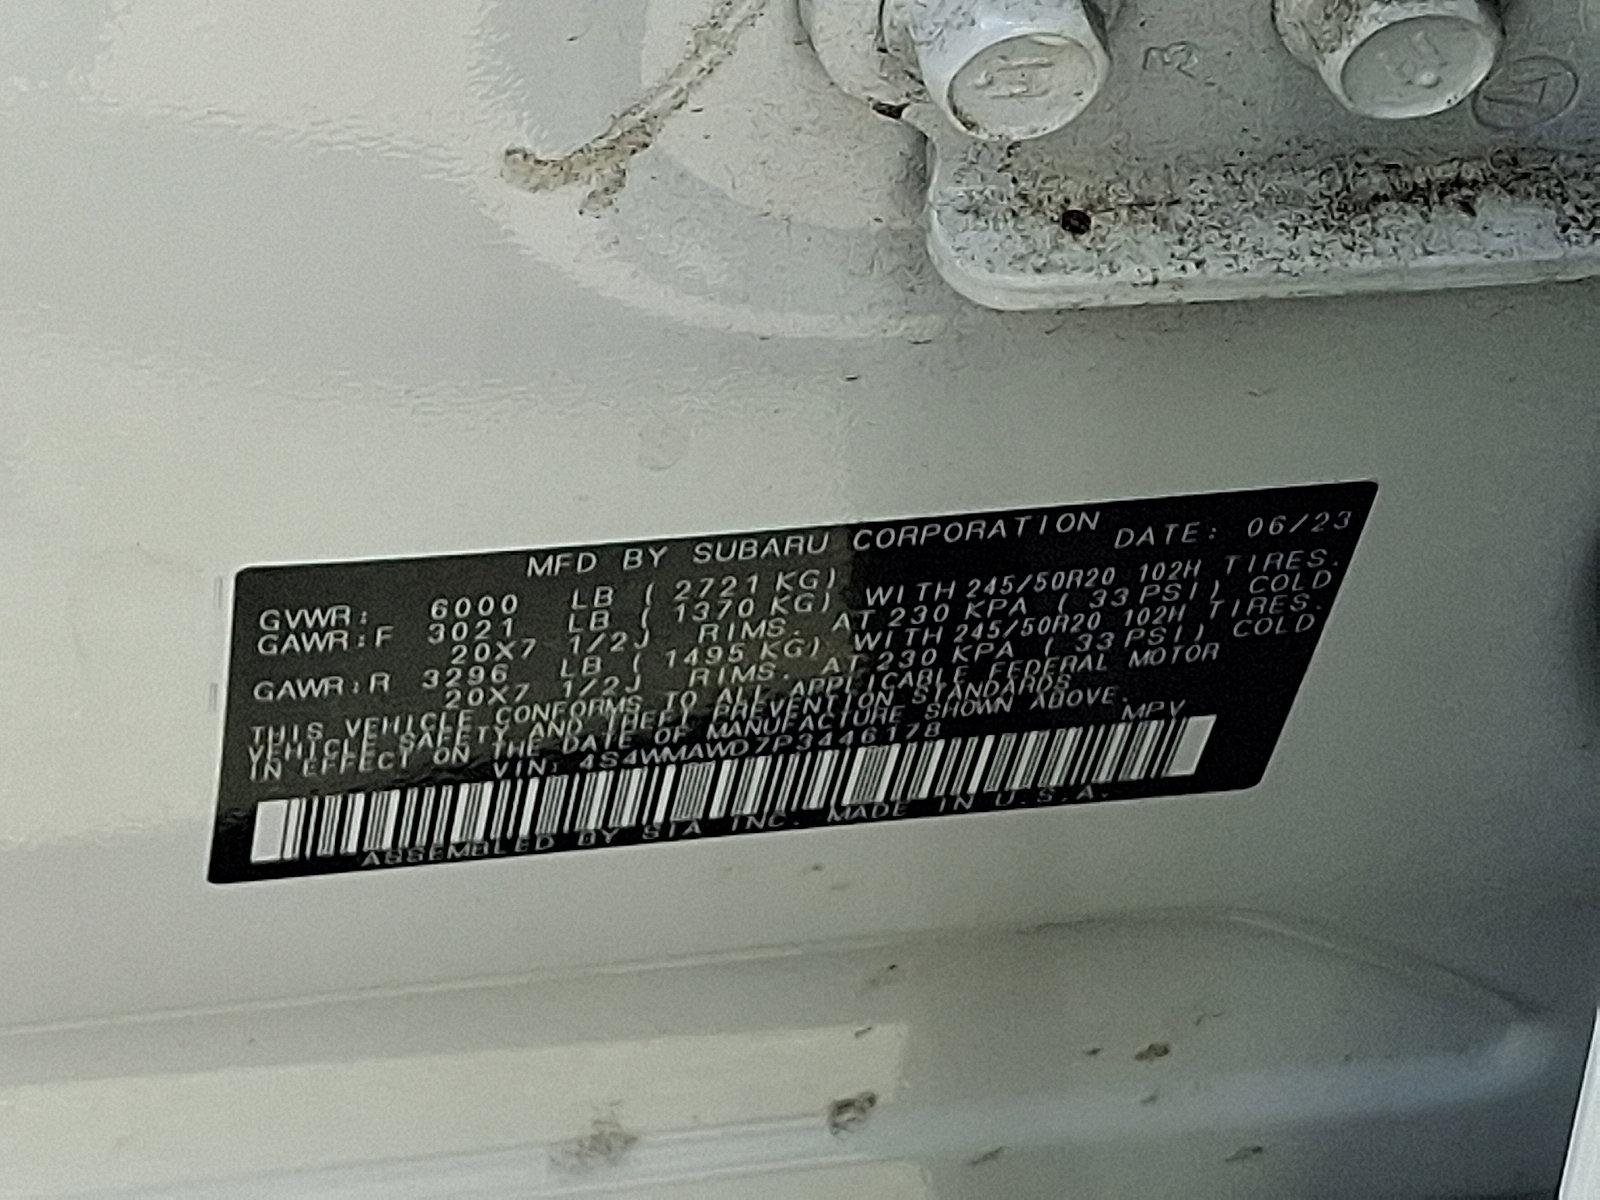 MFD BY SUBARU CORPORATION DATE: 06/23
GVWR: 6000 LB ( 2721 KG)
GAWR:F 3021 LB ( 1370 KG) WITH 245/50R20 102H TIRES.
20X7 1/2J RIMS. AT 230 KPA ( 33 PSI) COLD
GAWR:R 3296 LB ( 1495 KG) WITH 245/50R20 102H TIRES.
20X7 1/2J RIMS. AT 230 KPA ( 33 PSI) COLD
THIS VEHICLE CONFORMS TO ALL APPLICABLE FEDERAL MOTOR
VEHICLE SAFETY AND THEFT PREVENTION STANDARDS
IN EFFECT ON THE DATE OF MANUFACTURE SHOWN ABOVE.
VIN: 4S4WMAWD7P3446178 MPV
ASSEMBLED BY SIA INC. MADE IN U.S.A.